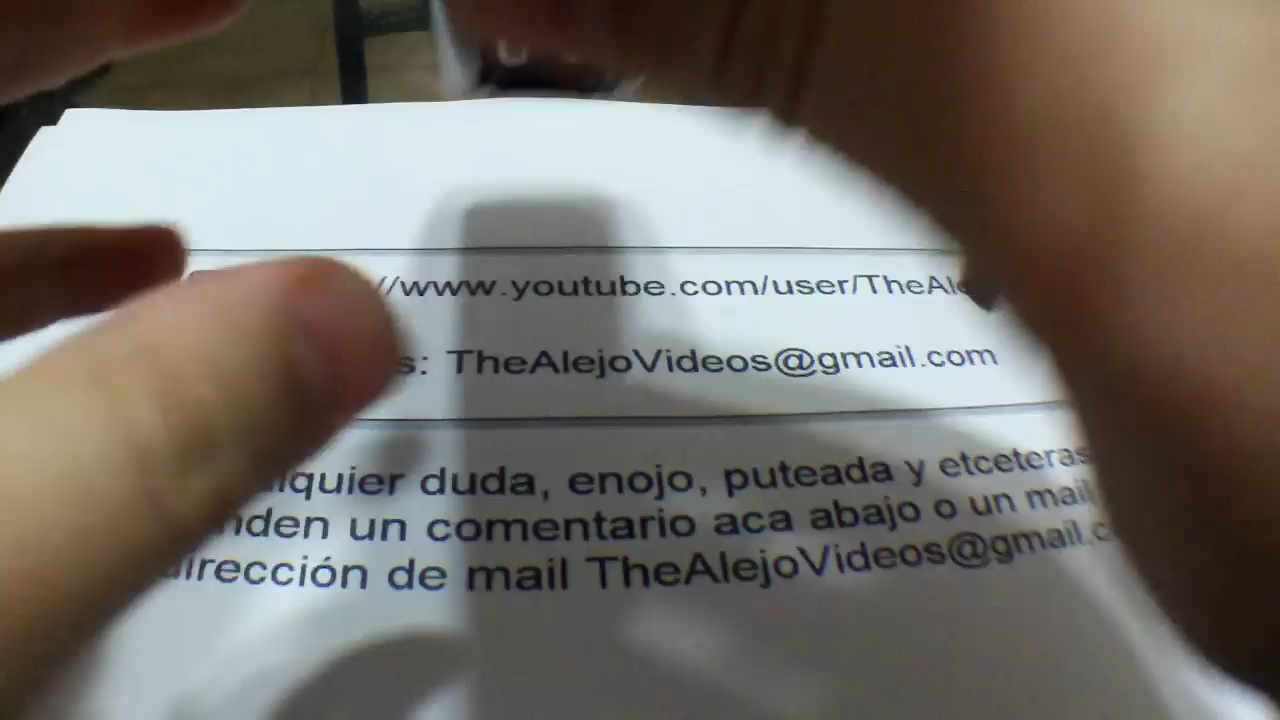 //www.youtube.com/user/TheAle
s: TheAlejoVideos@gmail.com
quier duda, enojo, puteada y etceteras
nden un comentario aca abajo o un mail
irección de mail TheAlejoVideos@gmail.c